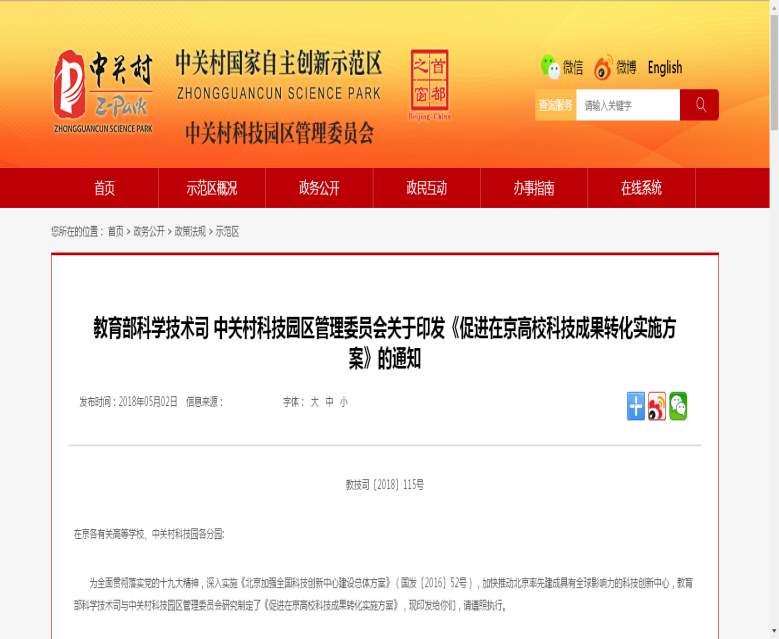 中关村
Z-Park
ZHONGGUANCUN SCIENCE PARK
中关村国家自主创新示范区
ZHONGGUANCUN SCIENCE PARK
中关村科技园区管理委员会
首都
之窗
Beijing-China
微信 微博 English
查询服务 请输入关键字
首页 示范区概况 政务公开 政民互动 办事指南 在线系统
您所在的位置： 首页 > 政务公开 > 政策法规 > 示范区
教育部科学技术司 中关村科技园区管理委员会关于印发《促进在京高校科技成果转化实施方
案》的通知
发布时间：2018年05月02日 信息来源： 字体： 大 中 小
教技司〔2018〕115号
在京各有关高等学校、中关村科技园各分园:
为全面贯彻落实党的十九大精神，深入实施《北京加强全国科技创新中心建设总体方案》（国发〔2016〕52号），加快推动北京率先建成具有全球影响力的科技创新中心，教育
部科学技术司与中关村科技园区管理委员会研究制定了《促进在京高校科技成果转化实施方案》，现印发给你们，请遵照执行。